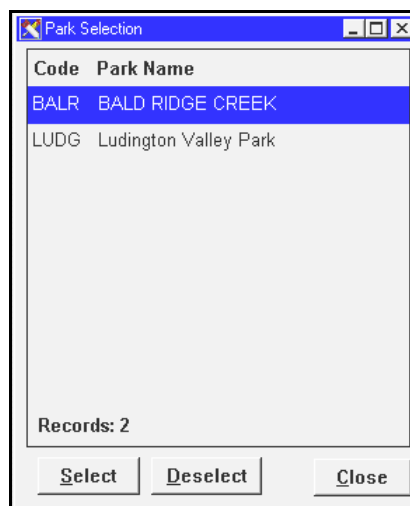 Park Selection
Code Park Name
BALR BALD RIDGE CREEK
LUDG Ludington Valley Park
Records: 2
Select Deselect Close